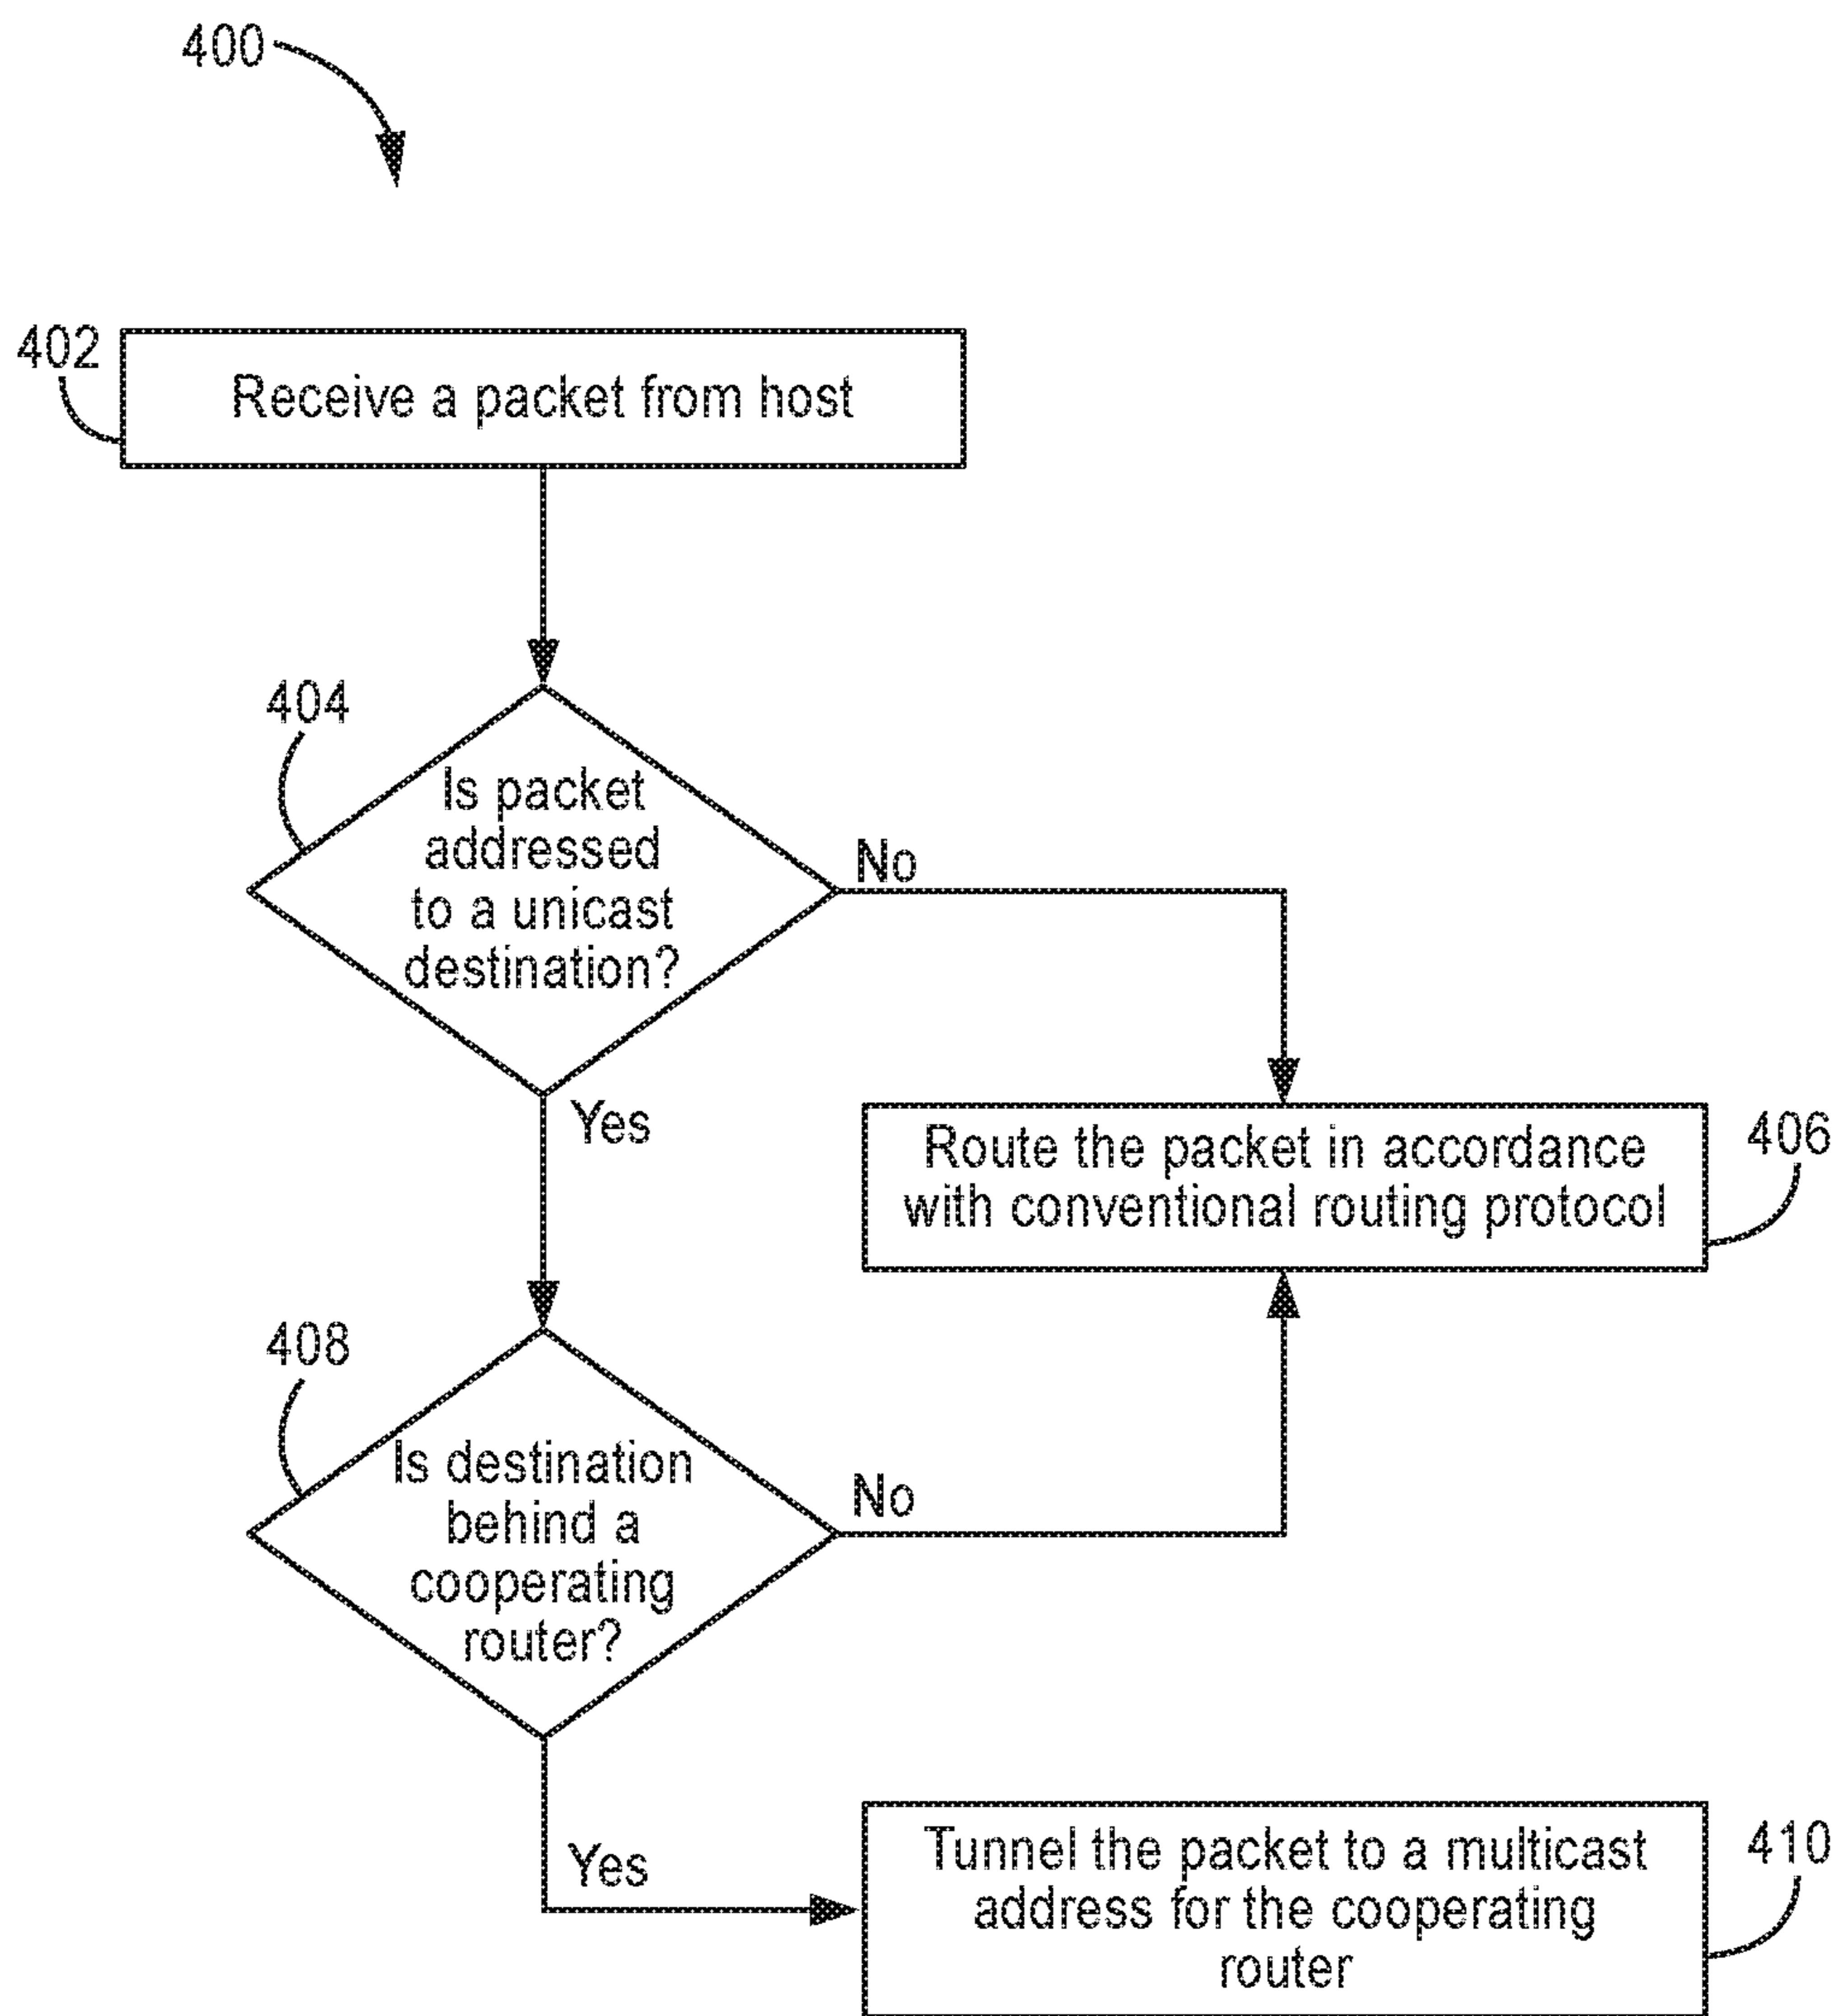 400
402
Receive a packet from host
404
Is packet
addressed
to a unicast
destination?
No
Yes
Route the packet in accordance
with conventional routing protocol
406
408
Is destination
behind a
cooperating
router?
No
Yes
Tunnel the packet to a multicast
address for the cooperating
router
410